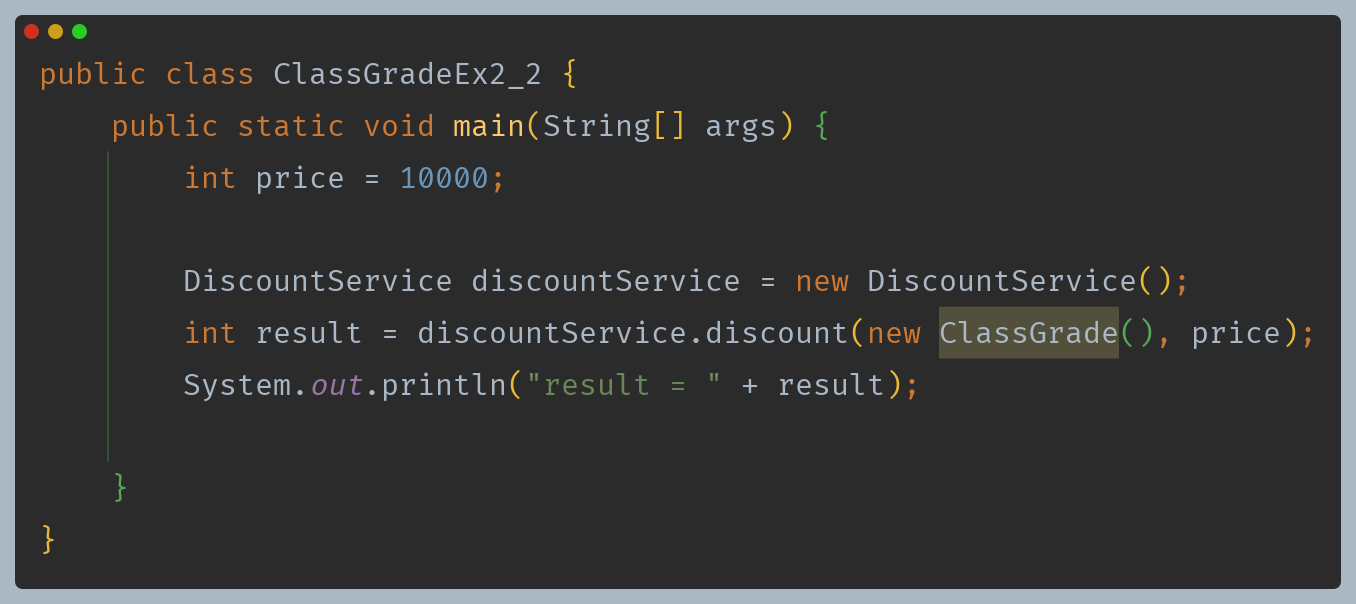 public class ClassGradeEx2_2 {
    public static void main(String[] args) {
        int price = 10000;
        DiscountService discountService = new DiscountService();
        int result = discountService.discount(new ClassGrade(), price);
        System.out.println("result = " + result);
    }
}